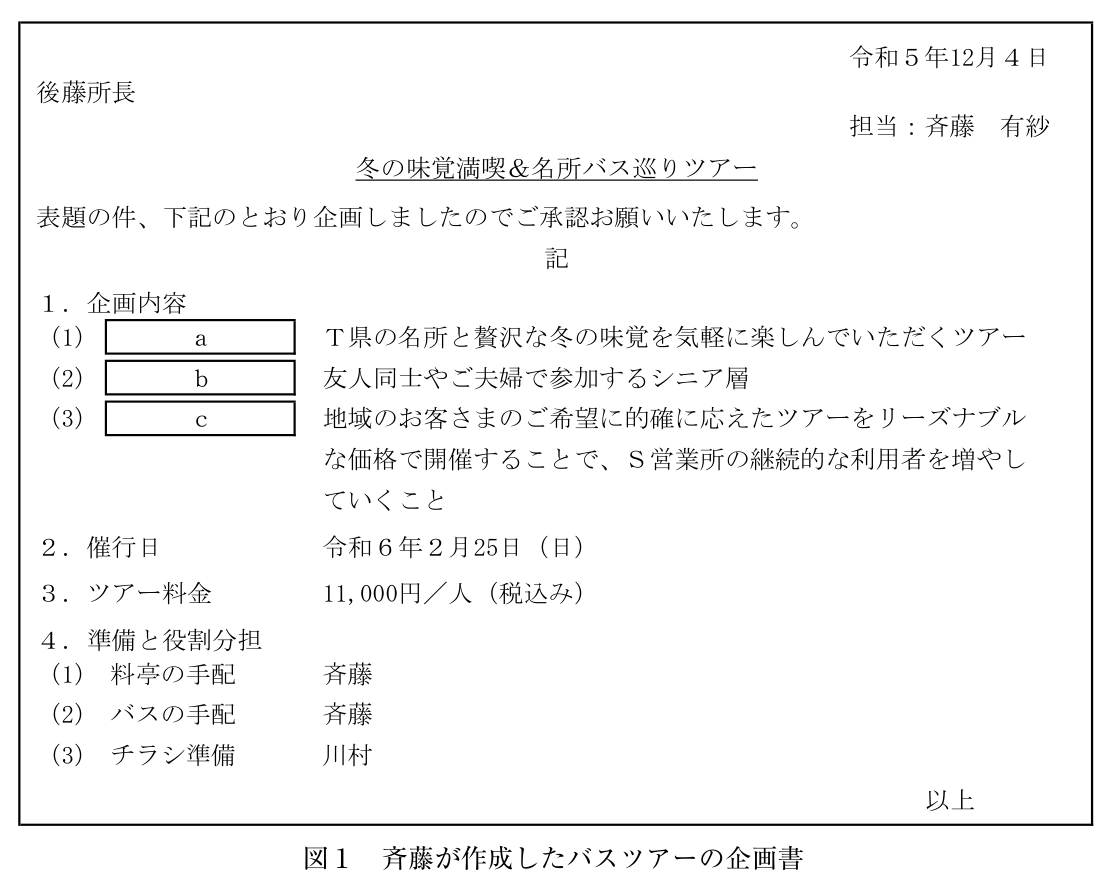 令和５年12月４日
後藤所長
担当：斉藤　有紗
冬の味覚満喫＆名所バス巡りツアー
表題の件、下記のとおり企画しましたのでご承認お願いいたします。
記
１．企画内容
(1)　a　Ｔ県の名所と贅沢な冬の味覚を気軽に楽しんでいただくツアー
(2)　b　友人同士やご夫婦で参加するシニア層
(3)　c　地域のお客さまのご希望に的確に応えたツアーをリーズナブル
な価格で開催することで、Ｓ営業所の継続的な利用者を増やし
ていくこと
２．催行日　令和６年２月25日（日）
３．ツアー料金　11,000円／人（税込み）
４．準備と役割分担
(1)　料亭の手配　斉藤
(2)　バスの手配　斉藤
(3)　チラシ準備　川村
以上
図１　斉藤が作成したバスツアーの企画書